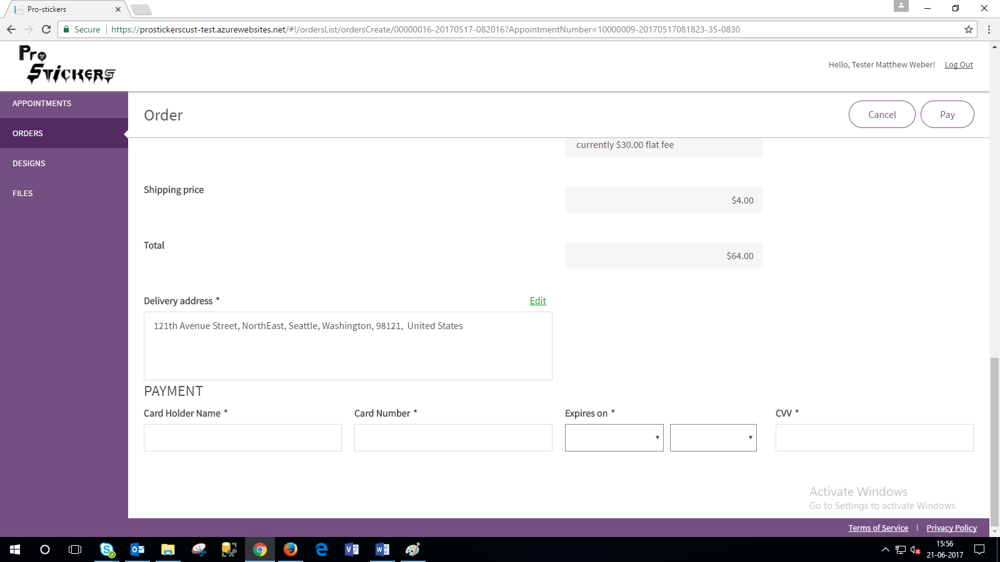 Pro-stickers
Secure https://prostickerscust-test.azurewebsites.net/#!/ordersList/ordersCreate/00000016-20170517-082016?AppointmentNumber=10000009-20170517081823-35-0830
Pro
Stickers
Hello, Tester Matthew Weber! Log Out
APPOINTMENTS
ORDERS
DESIGNS
FILES
Order
Cancel
Pay
currently $30.00 flat fee
Shipping price
$4.00
Total
$64.00
Delivery address * Edit
121th Avenue Street, NorthEast, Seattle, Washington, 98121, United States
PAYMENT
Card Holder Name * Card Number * Expires on * CVV *
Activate Windows
Go to Settings to activate Windows.
Terms of Service | Privacy Policy
15:56
21-06-2017